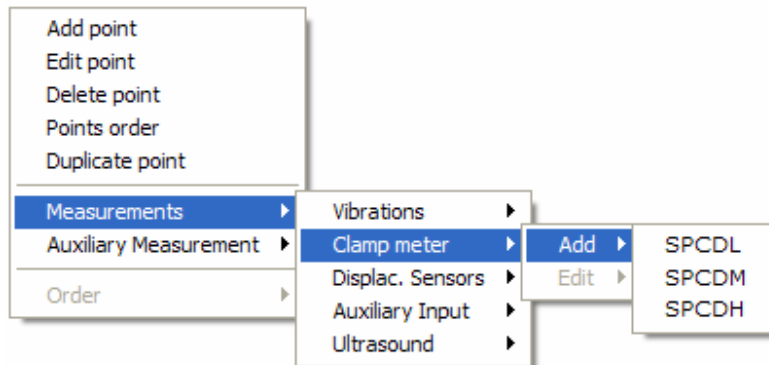 Add point
Edit point
Delete point
Points order
Duplicate point
Measurements
Auxiliary Measurement
Order
Vibrations
Clamp meter
Displac. Sensors
Auxiliary Input
Ultrasound
Add
Edit
SPCDL
SPCDM
SPCDH